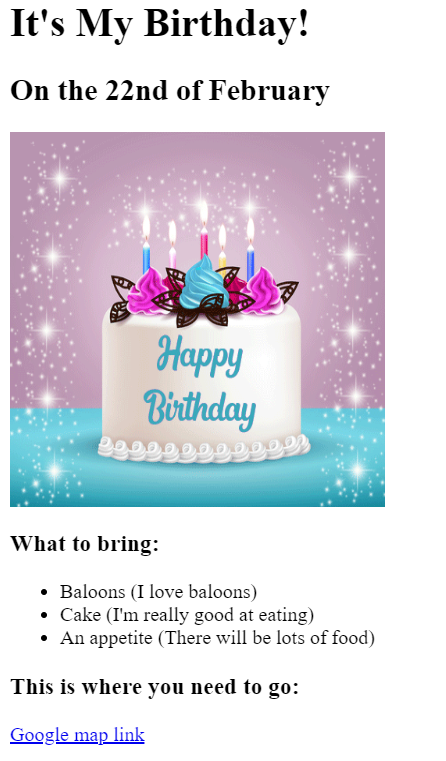 It's My Birthday!
On the 22nd of February
Happy
Birthday
What to bring:
Baloons (I love baloons)
Cake (I'm really good at eating)
An appetite (There will be lots of food)
This is where you need to go:
Google map link